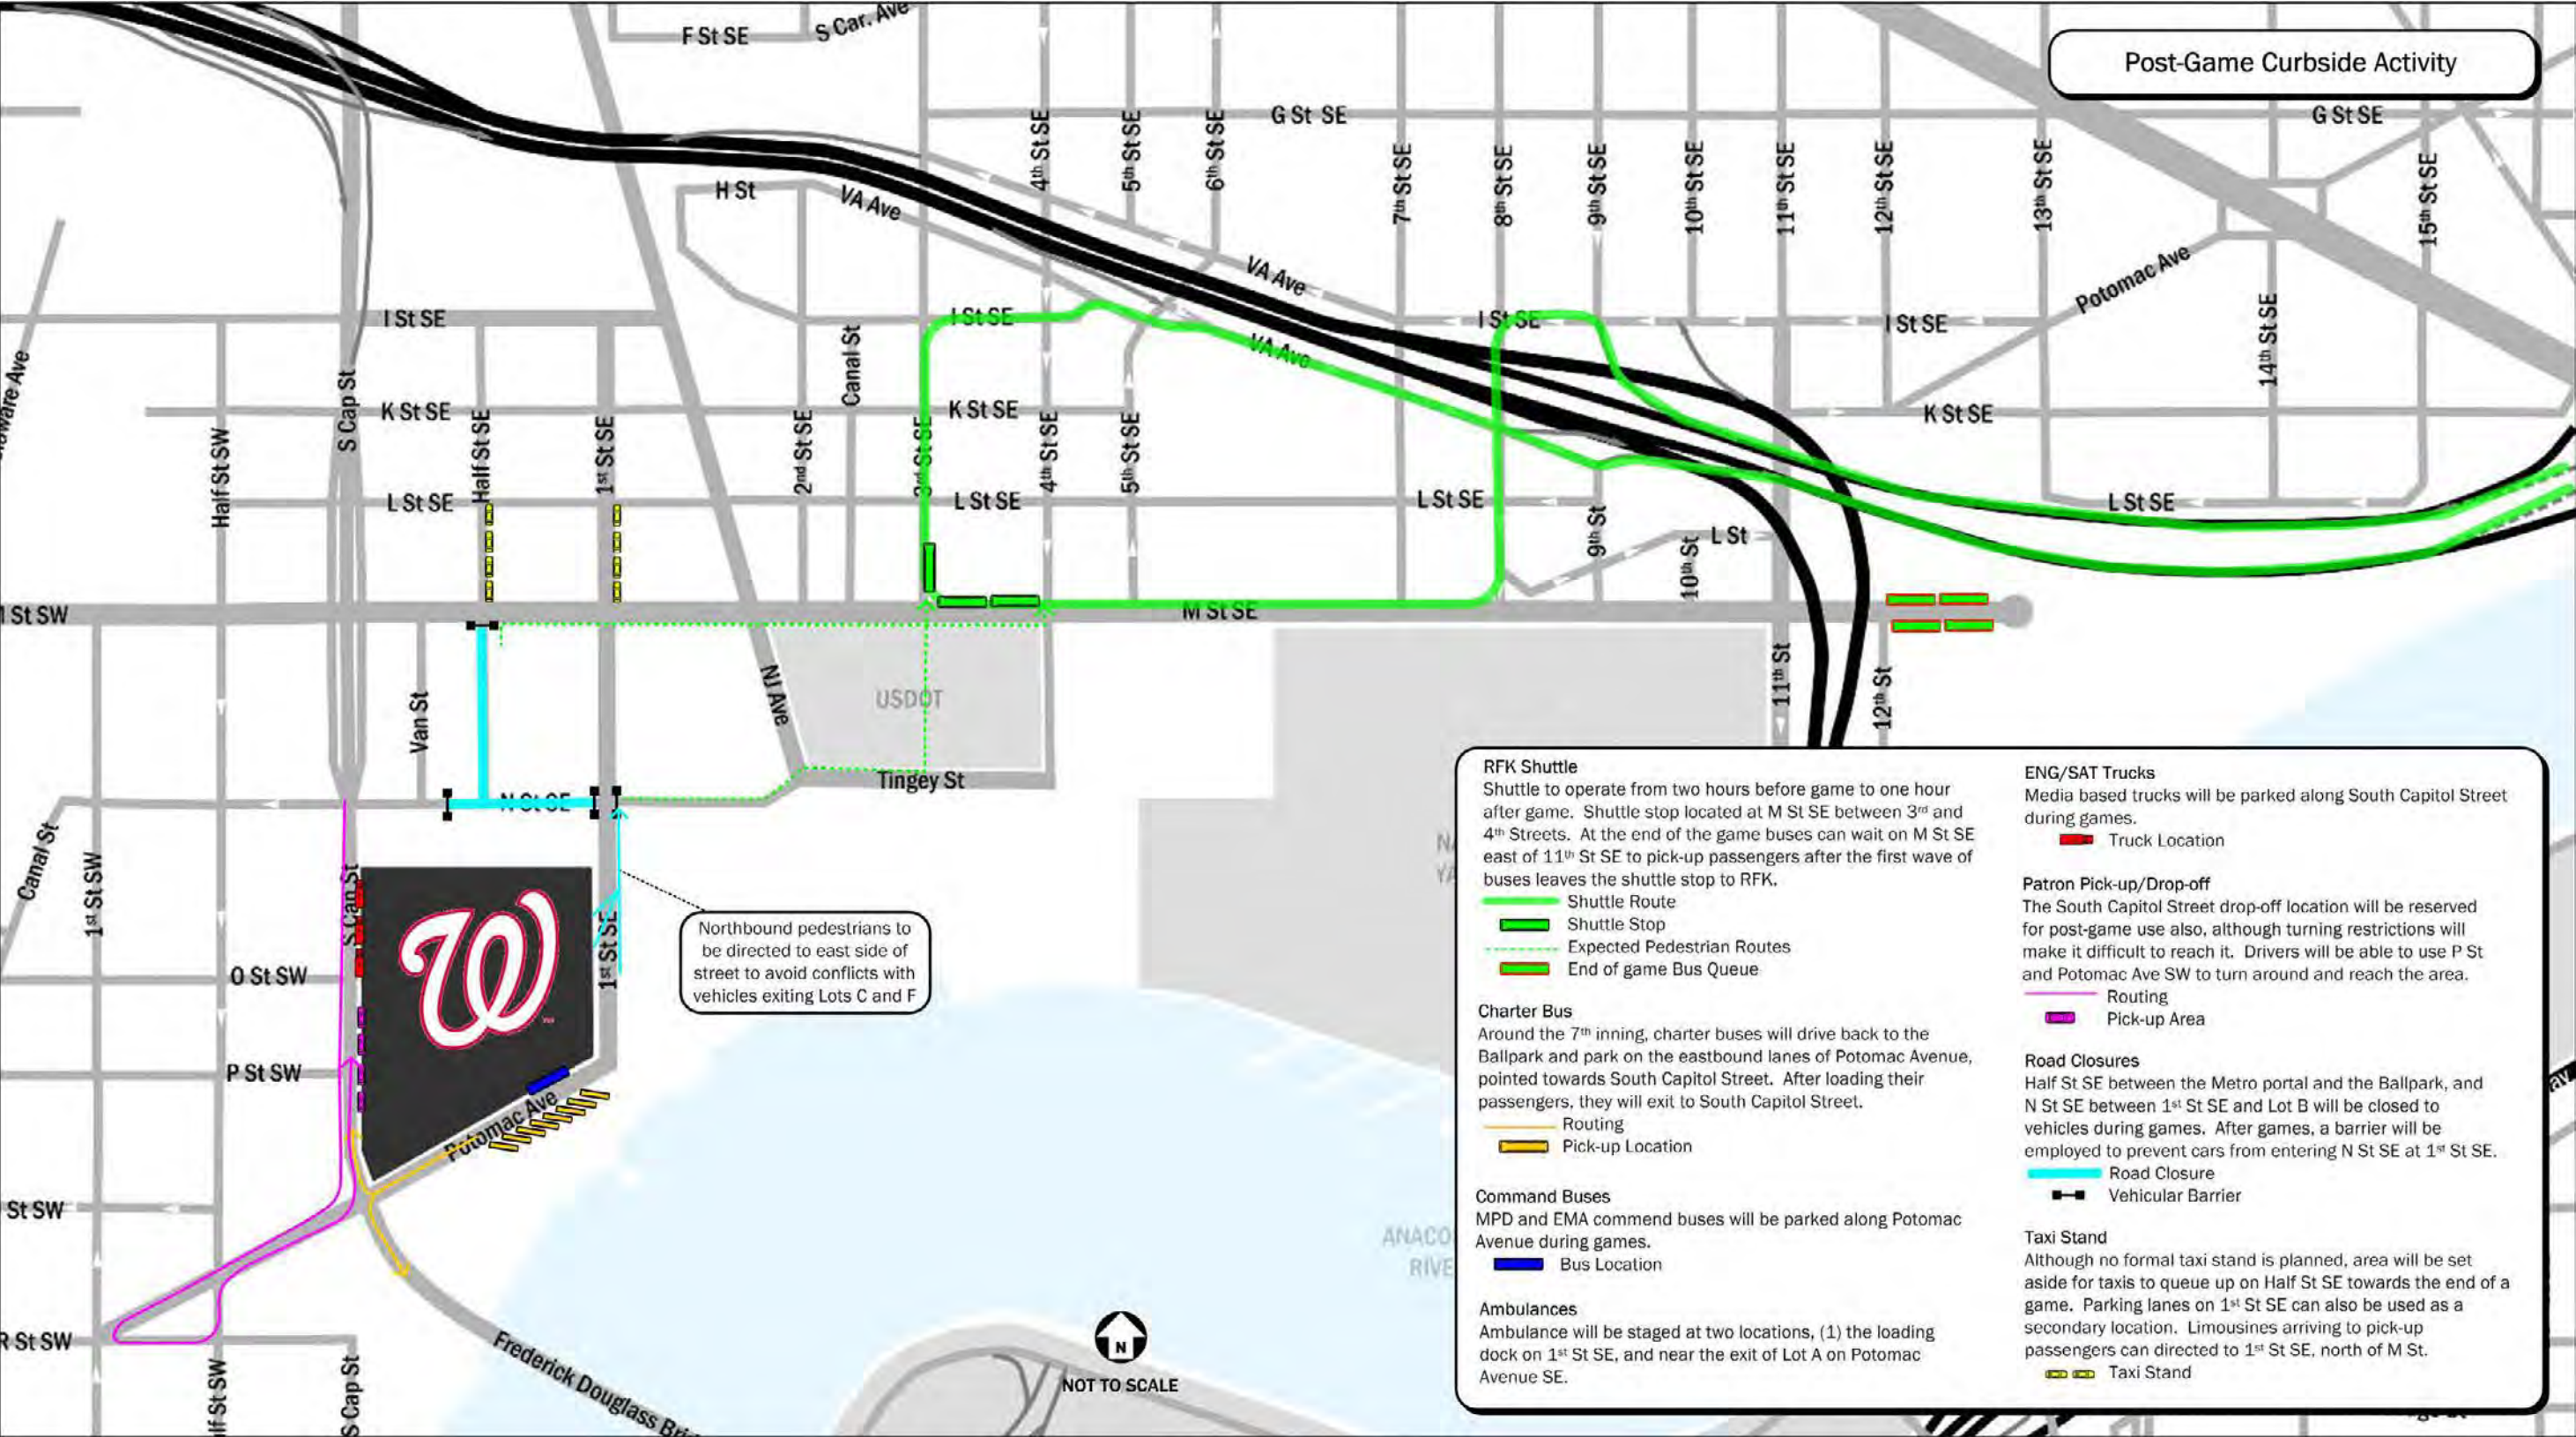 Post-Game Curbside Activity
F St SE
S Car. Ave
G St SE
G St SE
4th St SE
5th St SE
6th St SE
7th St SE
8th St SE
9th St SE
10th St SE
11th St SE
12th St SE
13th St SE
15th St SE
H St
VA Ave
VA Ave
Potomac Ave
I St SE
I St SE
I St SE
I St SE
VA Ave
14th St SE
Canal St
S Cap St
K St SE
K St SE
K St SE
Half St SW
Half St SE
1st St SE
2nd St SE
3rd St SE
4th St SE
5th St SE
L St SE
L St SE
L St SE
L St SE
9th St
10th St
L St
M St SE
Van St
NJ Ave
USDOT
11th St
12th St
Tingey St
N St SE
Canal St
1st St SW
S Cap St
1st St SE
O St SW
P St SW
Potomac Ave
W
Northbound pedestrians to
be directed to east side of
street to avoid conflicts with
vehicles exiting Lots C and F
St SW
R St SW
S Cap St
Frederick Douglass Bri
N
NOT TO SCALE
ANACO
RIVE
RFK Shuttle
Shuttle to operate from two hours before game to one hour
after game. Shuttle stop located at M St SE between 3rd and
4th Streets. At the end of the game buses can wait on M St SE
east of 11th St SE to pick-up passengers after the first wave of
buses leaves the shuttle stop to RFK.
Shuttle Route
Shuttle Stop
Expected Pedestrian Routes
End of game Bus Queue
Charter Bus
Around the 7th inning, charter buses will drive back to the
Ballpark and park on the eastbound lanes of Potomac Avenue,
pointed towards South Capitol Street. After loading their
passengers, they will exit to South Capitol Street.
Routing
Pick-up Location
Command Buses
MPD and EMA commend buses will be parked along Potomac
Avenue during games.
Bus Location
Ambulances
Ambulance will be staged at two locations, (1) the loading
dock on 1st St SE, and near the exit of Lot A on Potomac
Avenue SE.
ENG/SAT Trucks
Media based trucks will be parked along South Capitol Street
during games.
Truck Location
Patron Pick-up/Drop-off
The South Capitol Street drop-off location will be reserved
for post-game use also, although turning restrictions will
make it difficult to reach it. Drivers will be able to use P St
and Potomac Ave SW to turn around and reach the area.
Routing
Pick-up Area
Road Closures
Half St SE between the Metro portal and the Ballpark, and
N St SE between 1st St SE and Lot B will be closed to
vehicles during games. After games, a barrier will be
employed to prevent cars from entering N St SE at 1st St SE.
Road Closure
Vehicular Barrier
Taxi Stand
Although no formal taxi stand is planned, area will be set
aside for taxis to queue up on Half St SE towards the end of a
game. Parking lanes on 1st St SE can also be used as a
secondary location. Limousines arriving to pick-up
passengers can directed to 1st St SE, north of M St.
Taxi Stand